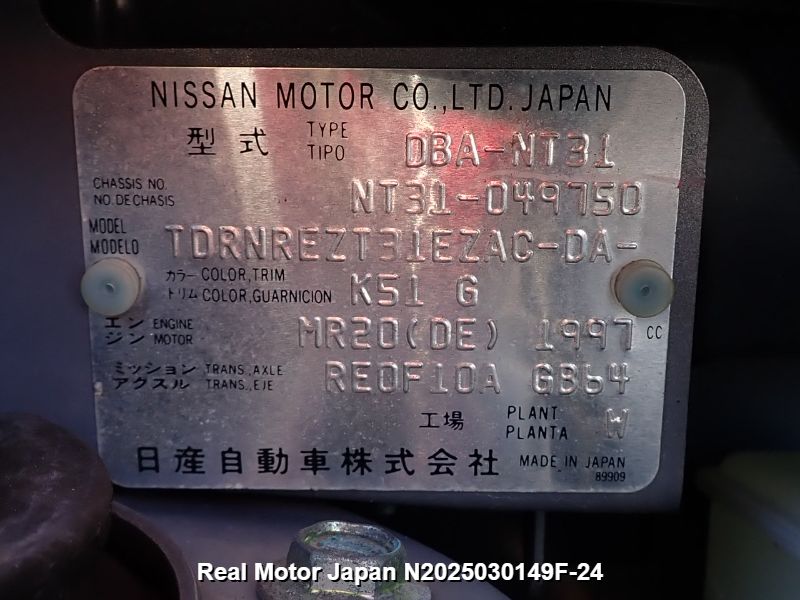 NISSAN MOTOR CO.,LTD. JAPAN
型式 TYPE TIPO DBA-NT31
CHASSIS NO. NO. DE CHASIS NT31-049750
MODEL MODELO TDRNREZT31EZAC-DA-
カラー COLOR,TRIM
トリム COLOR,GUARNICION K51 G
エンジン ENGINE MOTOR MR20(DE) 1997 CC
ミッション TRANS.,AXLE
アクスル TRANS.,EJE RE0F10A GB64
工場 PLANT PLANTA W
日産自動車株式会社 MADE IN JAPAN
89909
Real Motor Japan N2025030149F-24